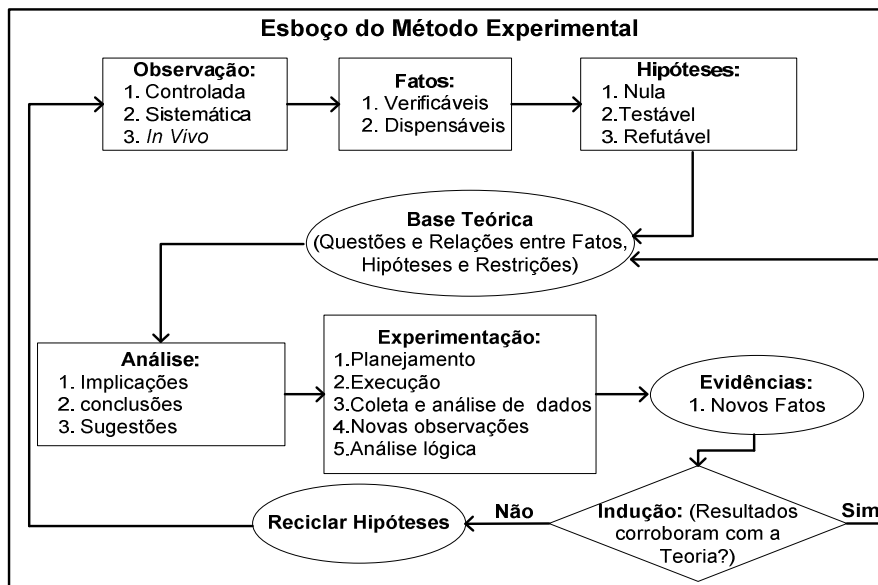 Esboço do Método Experimental
Observação:
1. Controlada
2. Sistemática
3. In Vivo
Fatos:
1. Verificáveis
2. Dispensáveis
Hipóteses:
1. Nula
2.Testável
3. Refutável
Base Teórica
(Questões e Relações entre Fatos,
Hipóteses e Restrições)
Análise:
1. Implicações
2. conclusões
3. Sugestões
Experimentação:
1.Planejamento
2.Execução
3.Coleta e análise de dados
4.Novas observações
5.Análise lógica
Evidências:
1. Novos Fatos
Indução: (Resultados
corroboram com a
Teoria?)
Sim
Não
Reciclar Hipóteses